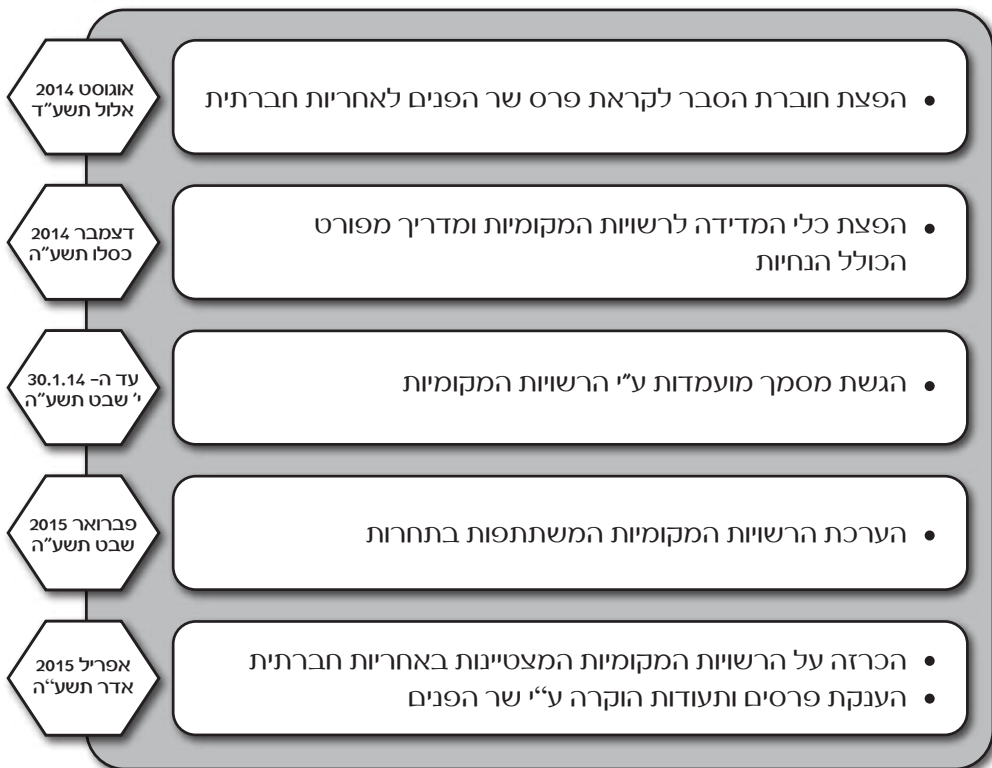 אוגוסט 2014
אלול תשע"ד
• הפצת חוברת הסבר לקראת פרס שר הפנים לאחריות חברתית
דצמבר 2014
כסלו תשע"ה
• הפצת כלי המדידה לרשויות המקומיות ומדריך מפורט
הכולל הנחיות
עד ה- 30.1.14
י' שבט תשע"ה
• הגשת מסמך מועמדות ע"י הרשויות המקומיות
פברואר 2015
שבט תשע"ה
• הערכת הרשויות המקומיות המשתתפות בתחרות
אפריל 2015
אדר תשע"ה
• הכרזה על הרשויות המקומיות המצטיינות באחריות חברתית
• הענקת פרסים ותעודות הוקרה ע"י שר הפנים